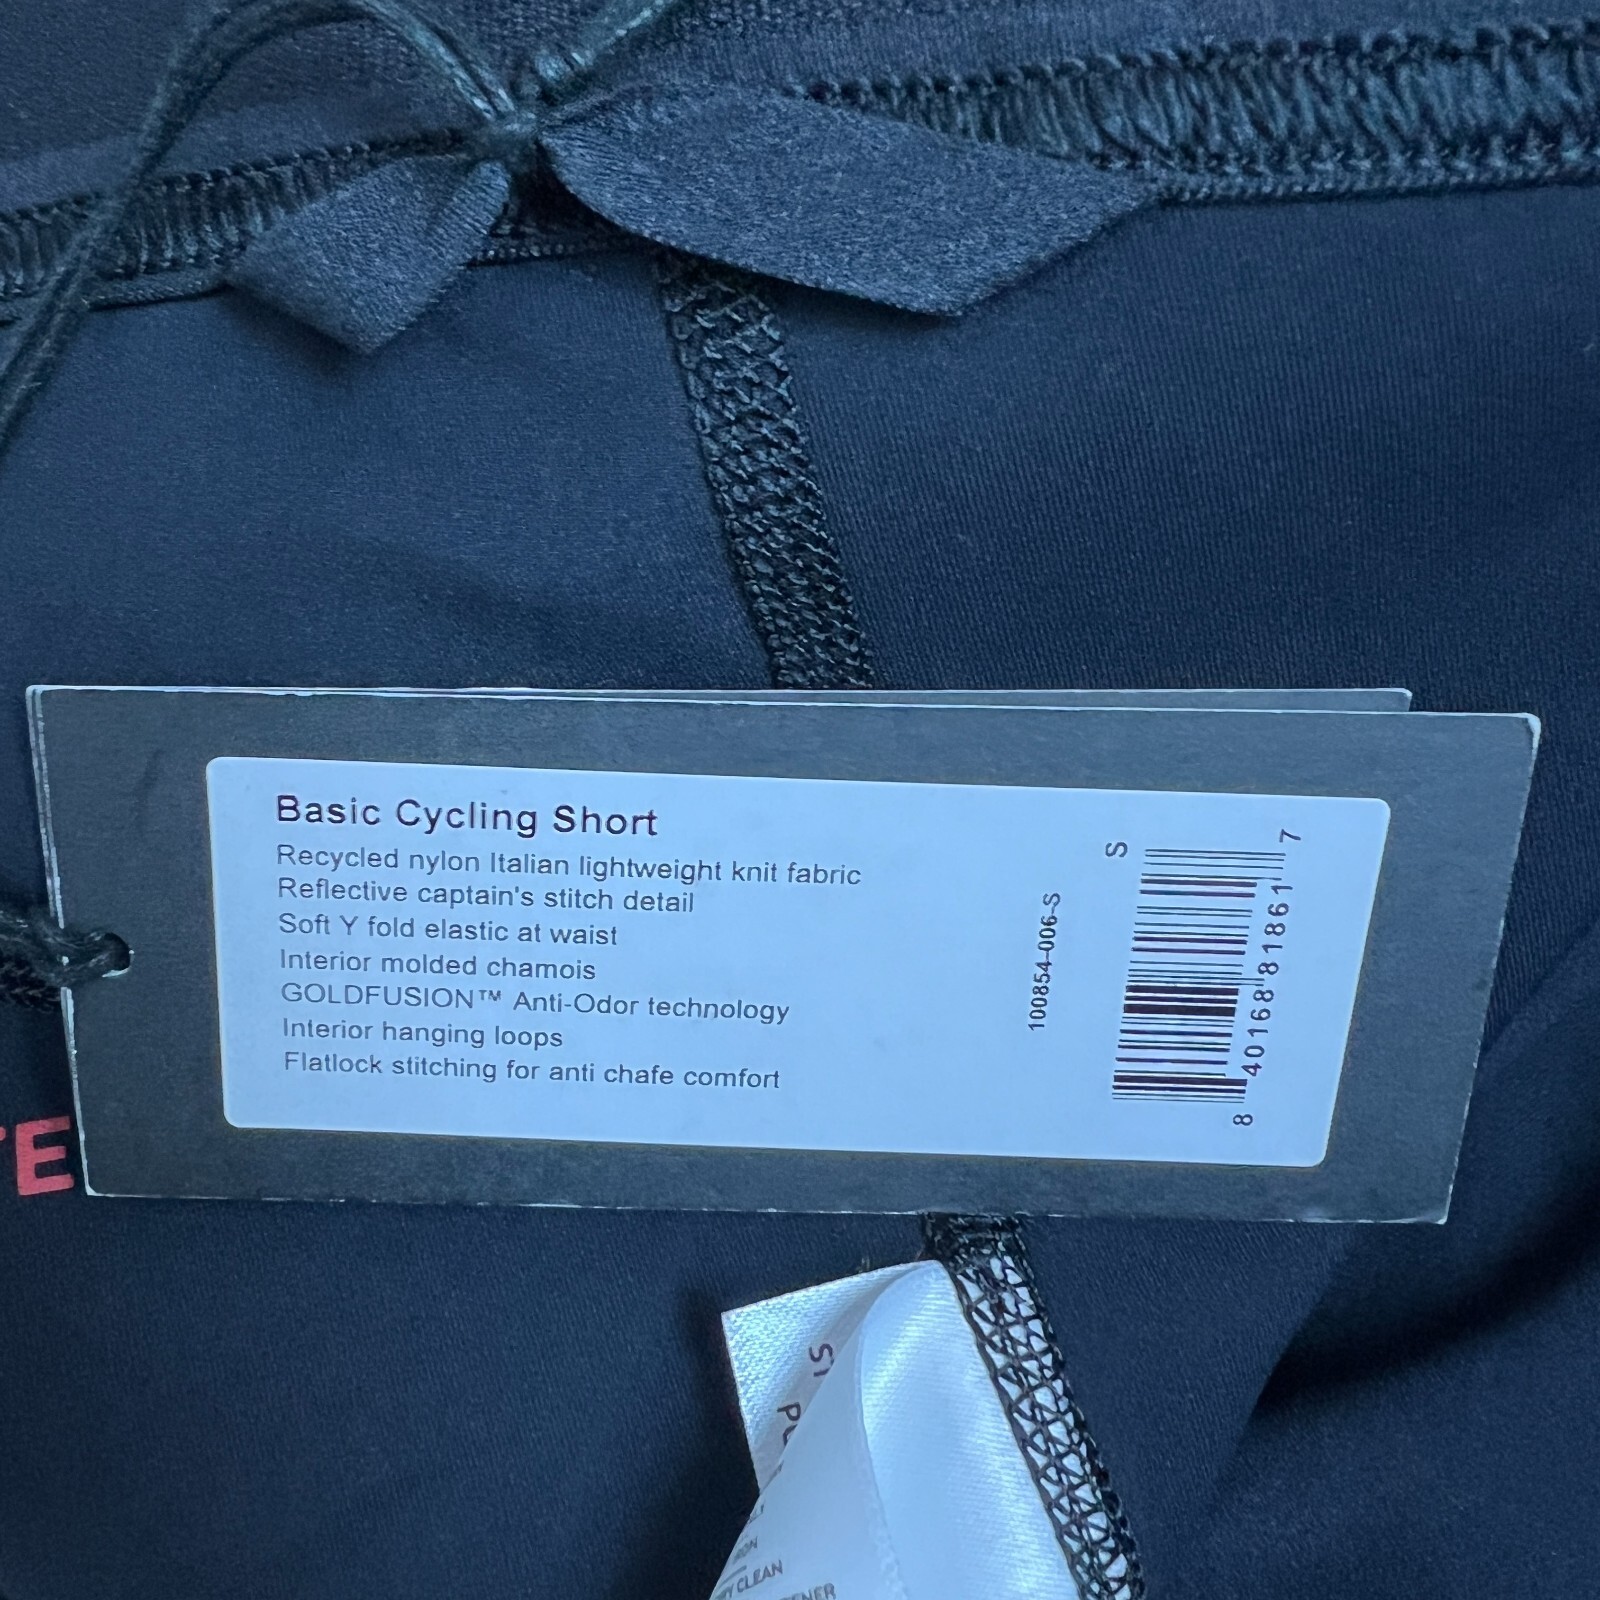 Basic Cycling Short
Recycled nylon Italian lightweight knit fabric
Reflective captain's stitch detail
Soft Y fold elastic at waist
Interior molded chamois
GOLDFUSION™ Anti-Odor technology
Interior hanging loops
Flatlock stitching for anti chafe comfort
100854-006-S
S
8 40168 81861 7
TE
CLEAN